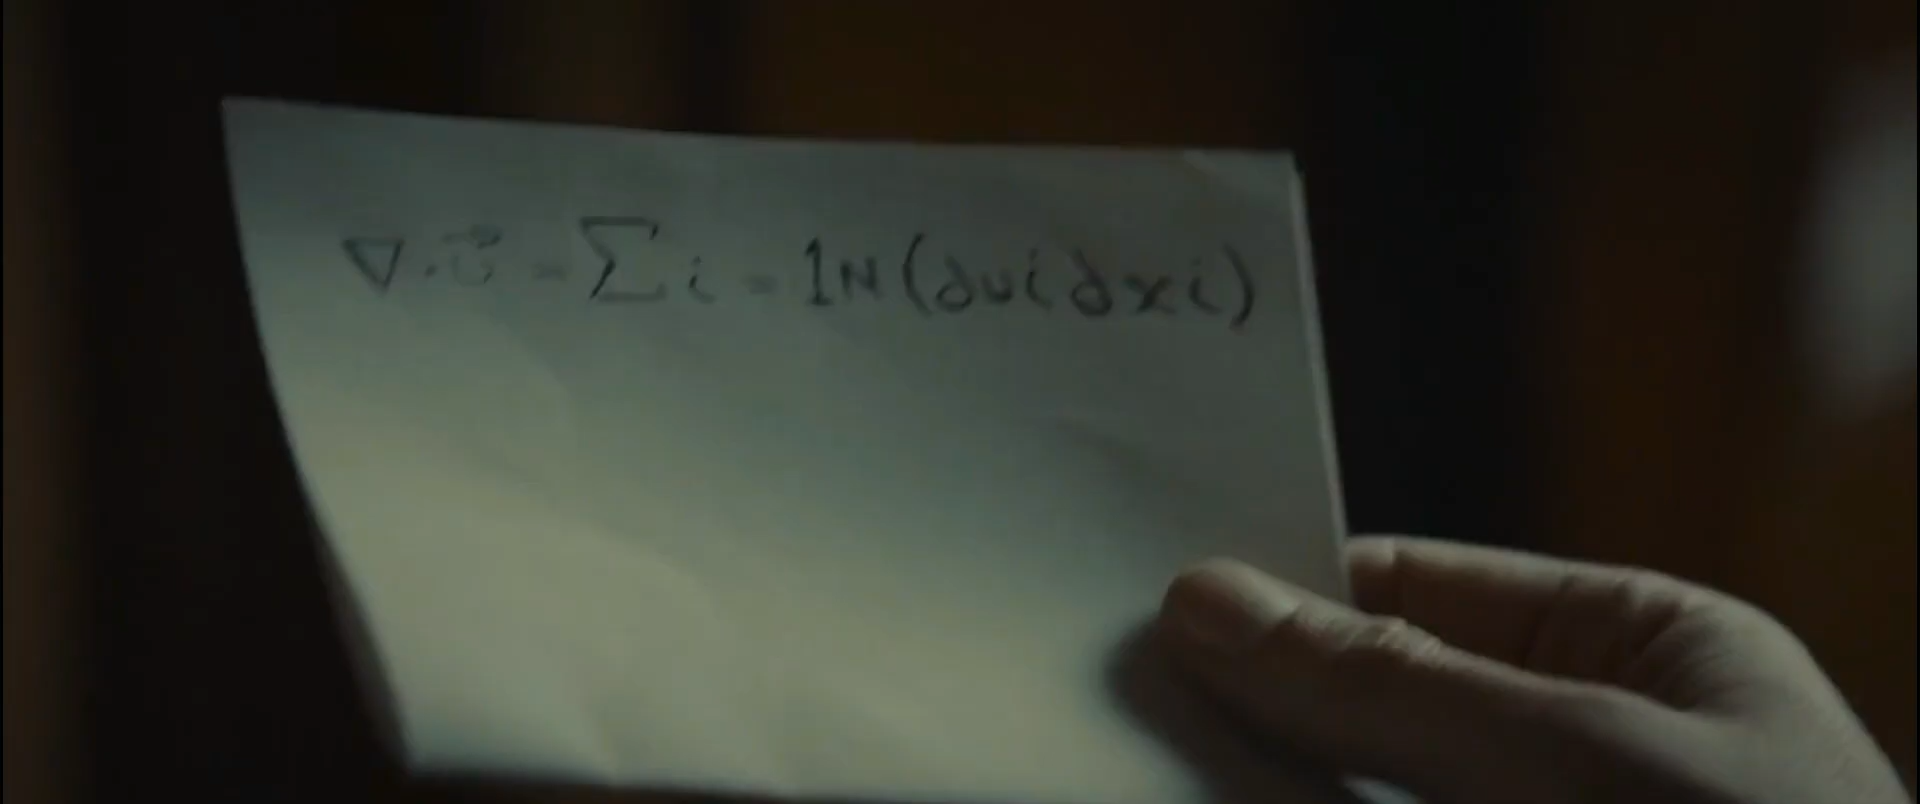 ∇·u⃗ = Σ i = 1N (∂ui∂xi)